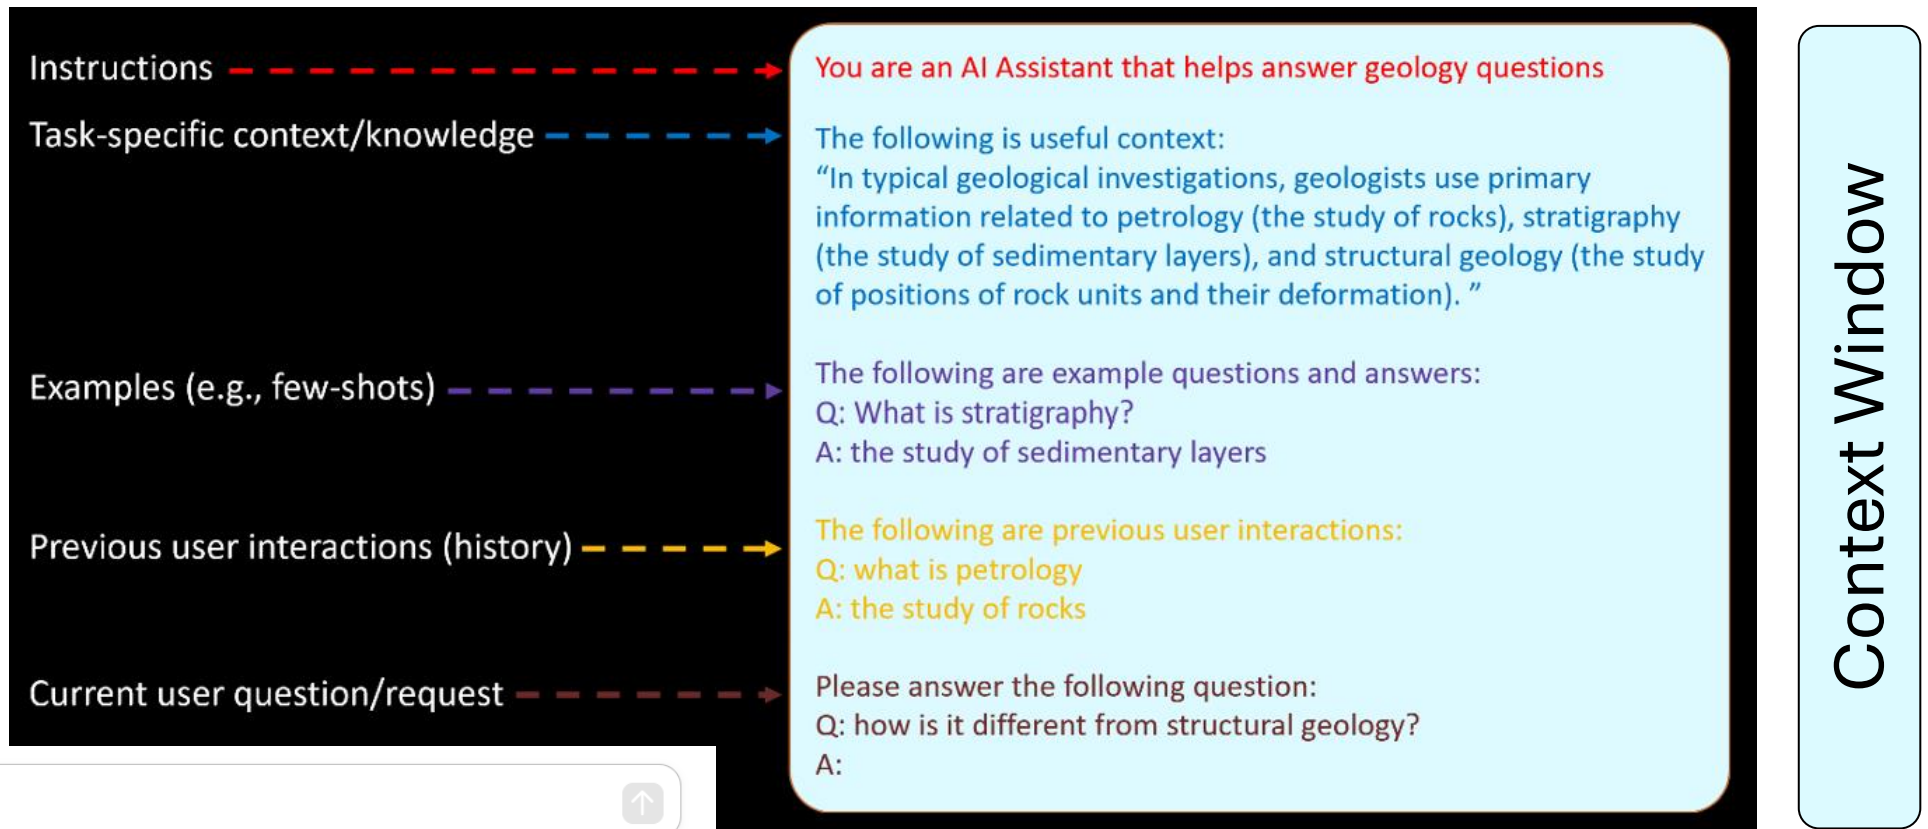 Instructions
You are an AI Assistant that helps answer geology questions
Task-specific context/knowledge
The following is useful context:
“In typical geological investigations, geologists use primary
information related to petrology (the study of rocks), stratigraphy
(the study of sedimentary layers), and structural geology (the study
of positions of rock units and their deformation). ”
Examples (e.g., few-shots)
The following are example questions and answers:
Q: What is stratigraphy?
A: the study of sedimentary layers
Previous user interactions (history)
The following are previous user interactions:
Q: what is petrology
A: the study of rocks
Current user question/request
Please answer the following question:
Q: how is it different from structural geology?
A:
Context Window